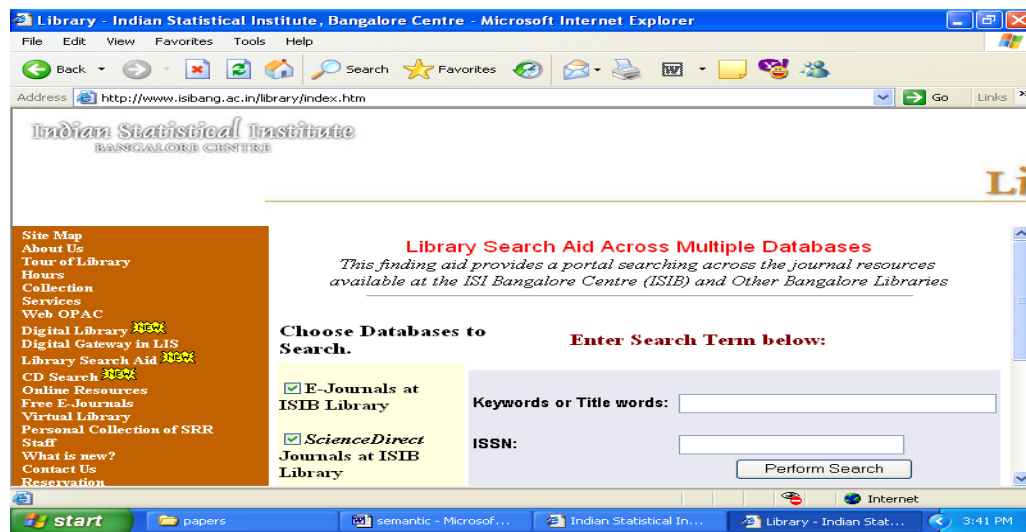 Library - Indian Statistical Institute, Bangalore Centre - Microsoft Internet Explorer
File Edit View Favorites Tools Help
Back Search Favorites
Address http://www.isibang.ac.in/library/index.htm Go Links
Indian Statistical Institute
BANGALORE CENTRE
Li
Site Map
About Us
Tour of Library
Hours
Collection
Services
Web OPAC
Digital Library NEW
Digital Gateway in LIS
Library Search Aid NEW
CD Search NEW
Online Resources
Free E-Journals
Virtual Library
Personal Collection of SRR
Staff
What is new?
Contact Us
Reservation
Library Search Aid Across Multiple Databases
This finding aid provides a portal searching across the journal resources
available at the ISI Bangalore Centre (ISIB) and Other Bangalore Libraries
Choose Databases to
Search.
Enter Search Term below:
E-Journals at
ISIB Library
ScienceDirect
Journals at ISIB
Library
Keywords or Title words:
ISSN:
Perform Search
Internet
start papers semantic - Microsof... Indian Statistical In... Library - Indian Stat... 3:41 PM